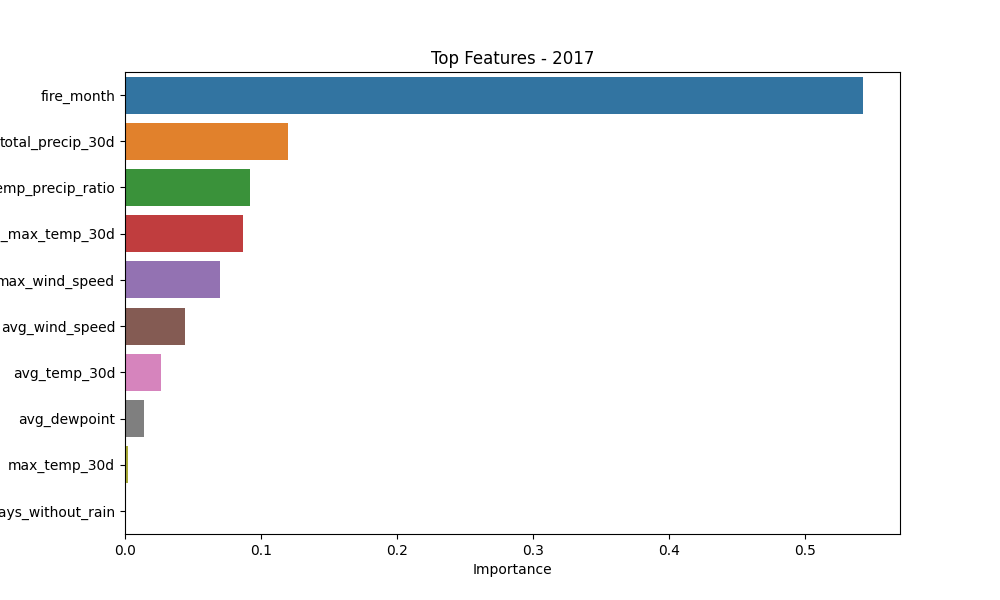 Top Features - 2017
fire_month
total_precip_30d
emp_precip_ratio
_max_temp_30d
max_wind_speed
avg_wind_speed
avg_temp_30d
avg_dewpoint
max_temp_30d
ays_without_rain
0.0 0.1 0.2 0.3 0.4 0.5
Importance